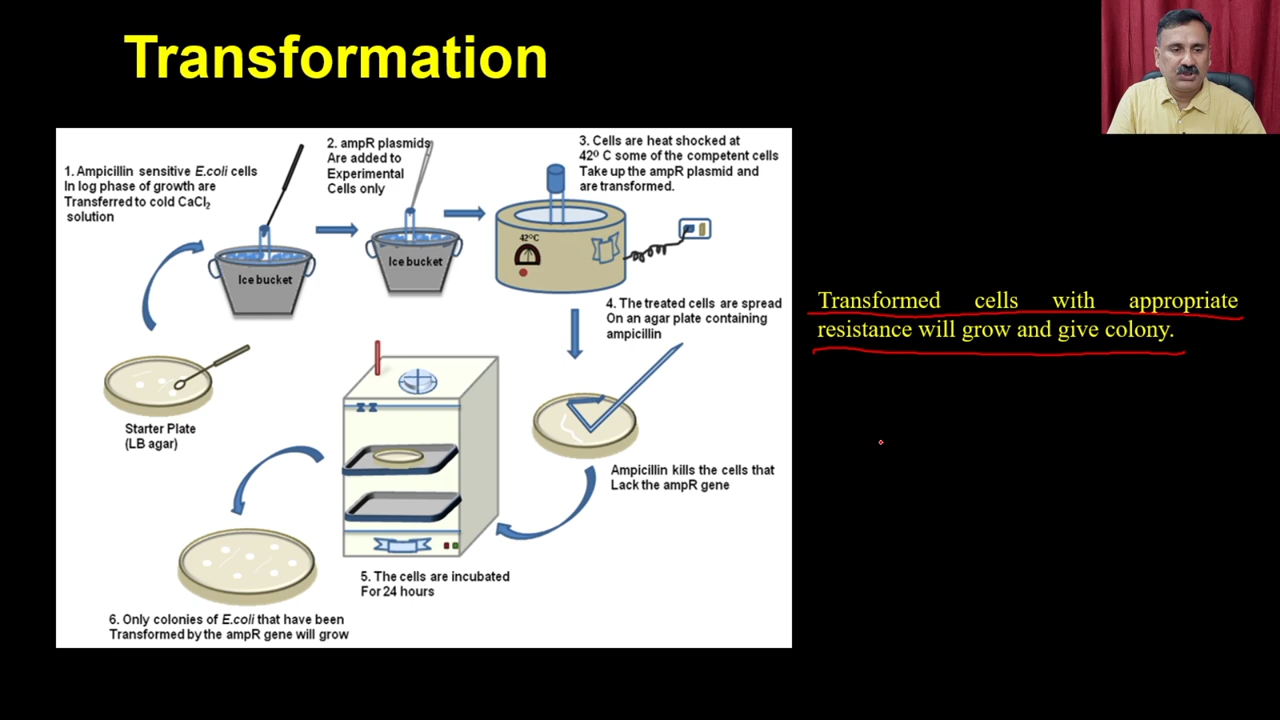 Transformation
1. Ampicillin sensitive E.coli cells
In log phase of growth are
Transferred to cold CaCl₂
solution
2. ampR plasmids
Are added to
Experimental
Cells only
3. Cells are heat shocked at
42⁰ C some of the competent cells
Take up the ampR plasmid and
are transformed.
Ice bucket
Ice bucket
42⁰C
4. The treated cells are spread
On an agar plate containing
ampicillin
Transformed cells with appropriate
resistance will grow and give colony.
Starter Plate
(LB agar)
Ampicillin kills the cells that
Lack the ampR gene
5. The cells are incubated
For 24 hours
6. Only colonies of E.coli that have been
Transformed by the ampR gene will grow